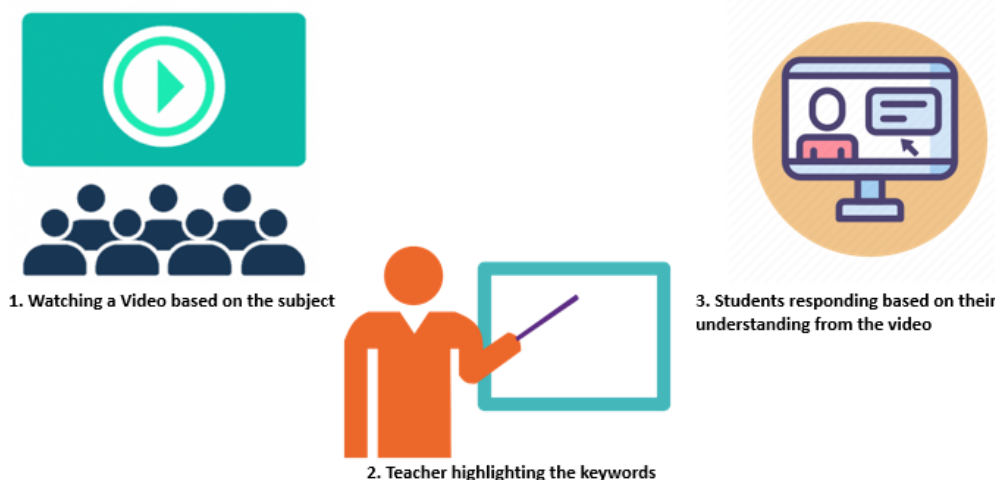 1. Watching a Video based on the subject
2. Teacher highlighting the keywords
3. Students responding based on their
understanding from the video